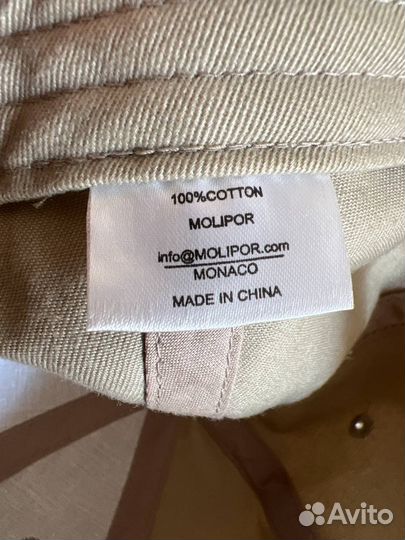 100%COTTON
MOLIPOR
info@MOLIPOR.com
MONACO
MADE IN CHINA
Avito